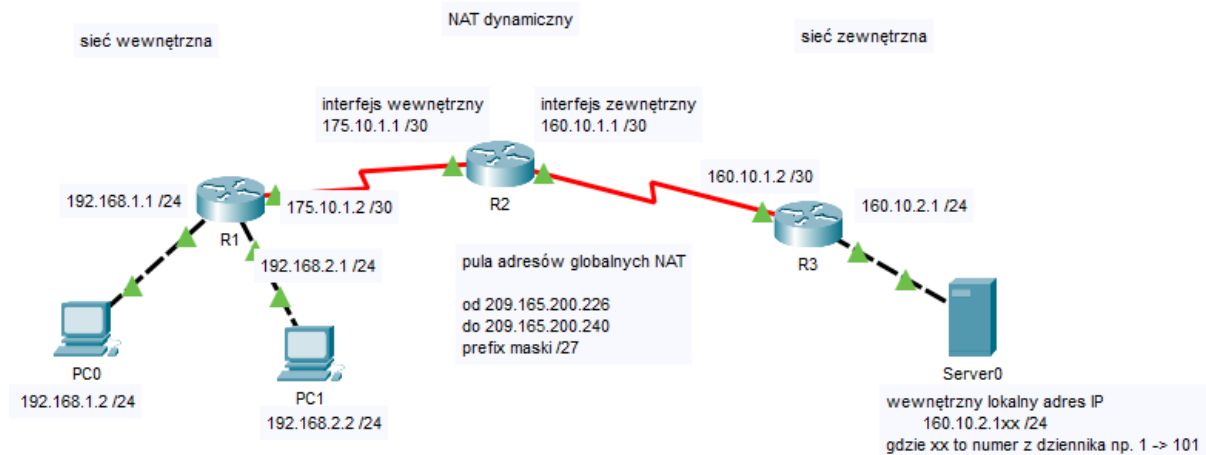 NAT dynamiczny
sieć wewnętrzna
sieć zewnętrzna
interfejs wewnętrzny
175.10.1.1 /30
interfejs zewnętrzny
160.10.1.1 /30
192.168.1.1 /24
175.10.1.2 /30
R2
160.10.1.2 /30
160.10.2.1 /24
R1
192.168.2.1 /24
R3
pula adresów globalnych NAT
od 209.165.200.226
do 209.165.200.240
prefix maski /27
PC0
192.168.1.2 /24
PC1
192.168.2.2 /24
Server0
wewnętrzny lokalny adres IP
160.10.2.1xx /24
gdzie xx to numer z dziennika np. 1 -> 101